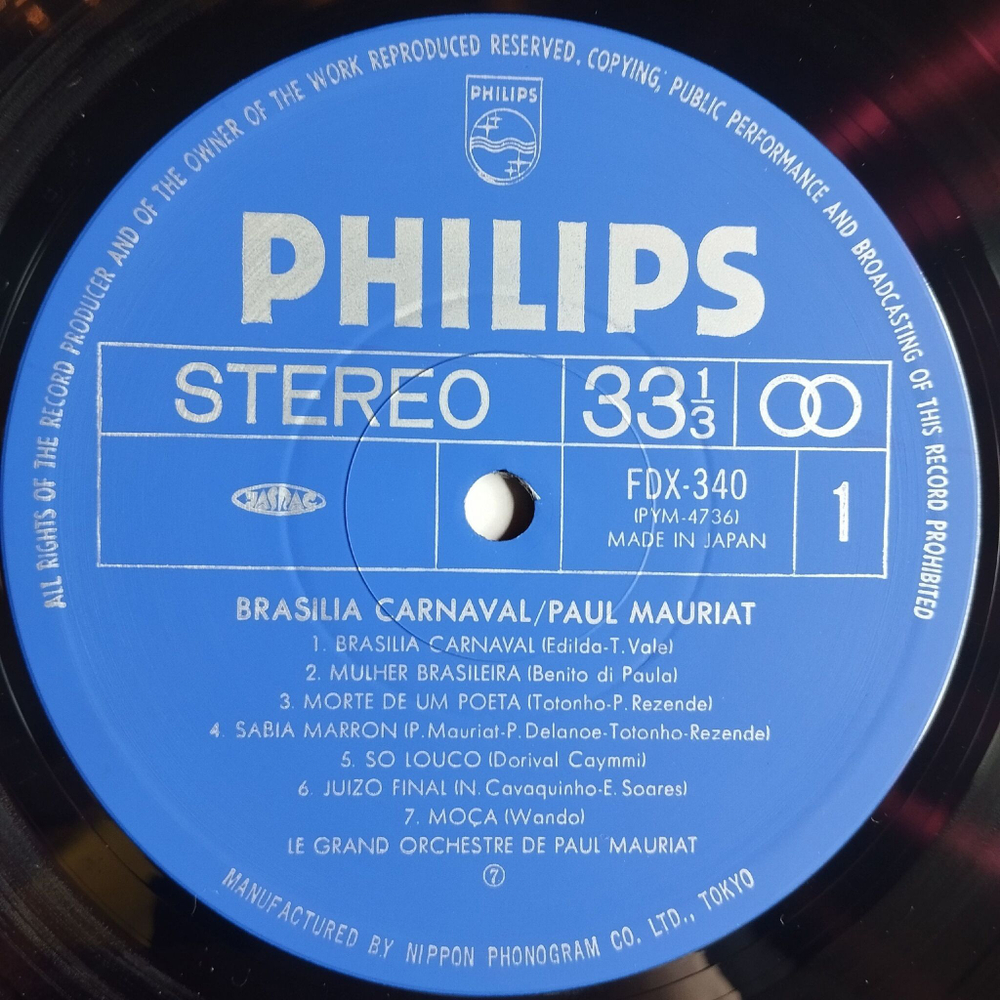 ALL RIGHTS OF THE RECORD PRODUCER AND OF THE OWNER OF THE WORK REPRODUCED RESERVED. COPYING, PUBLIC PERFORMANCE AND BROADCASTING OF THIS RECORD PROHIBITED
PHILIPS
PHILIPS
STEREO
33 1/3
JASRAC
FDX-340
(PYM-4736)
MADE IN JAPAN
1
BRASILIA CARNAVAL/PAUL MAURIAT
1. BRASILIA CARNAVAL (Edilda-T. Vale)
2. MULHER BRASILEIRA (Benito di Paula)
3. MORTE DE UM POETA (Totonho-P. Rezende)
4. SABIA MARRON (P. Mauriat-P. Delanoe-Totonho-Rezende)
5. SO LOUCO (Dorival Caymmi)
6. JUIZO FINAL (N. Cavaquinho-E. Soares)
7. MOÇA (Wando)
LE GRAND ORCHESTRE DE PAUL MAURIAT
⑦
MANUFACTURED BY NIPPON PHONOGRAM CO. LTD., TOKYO